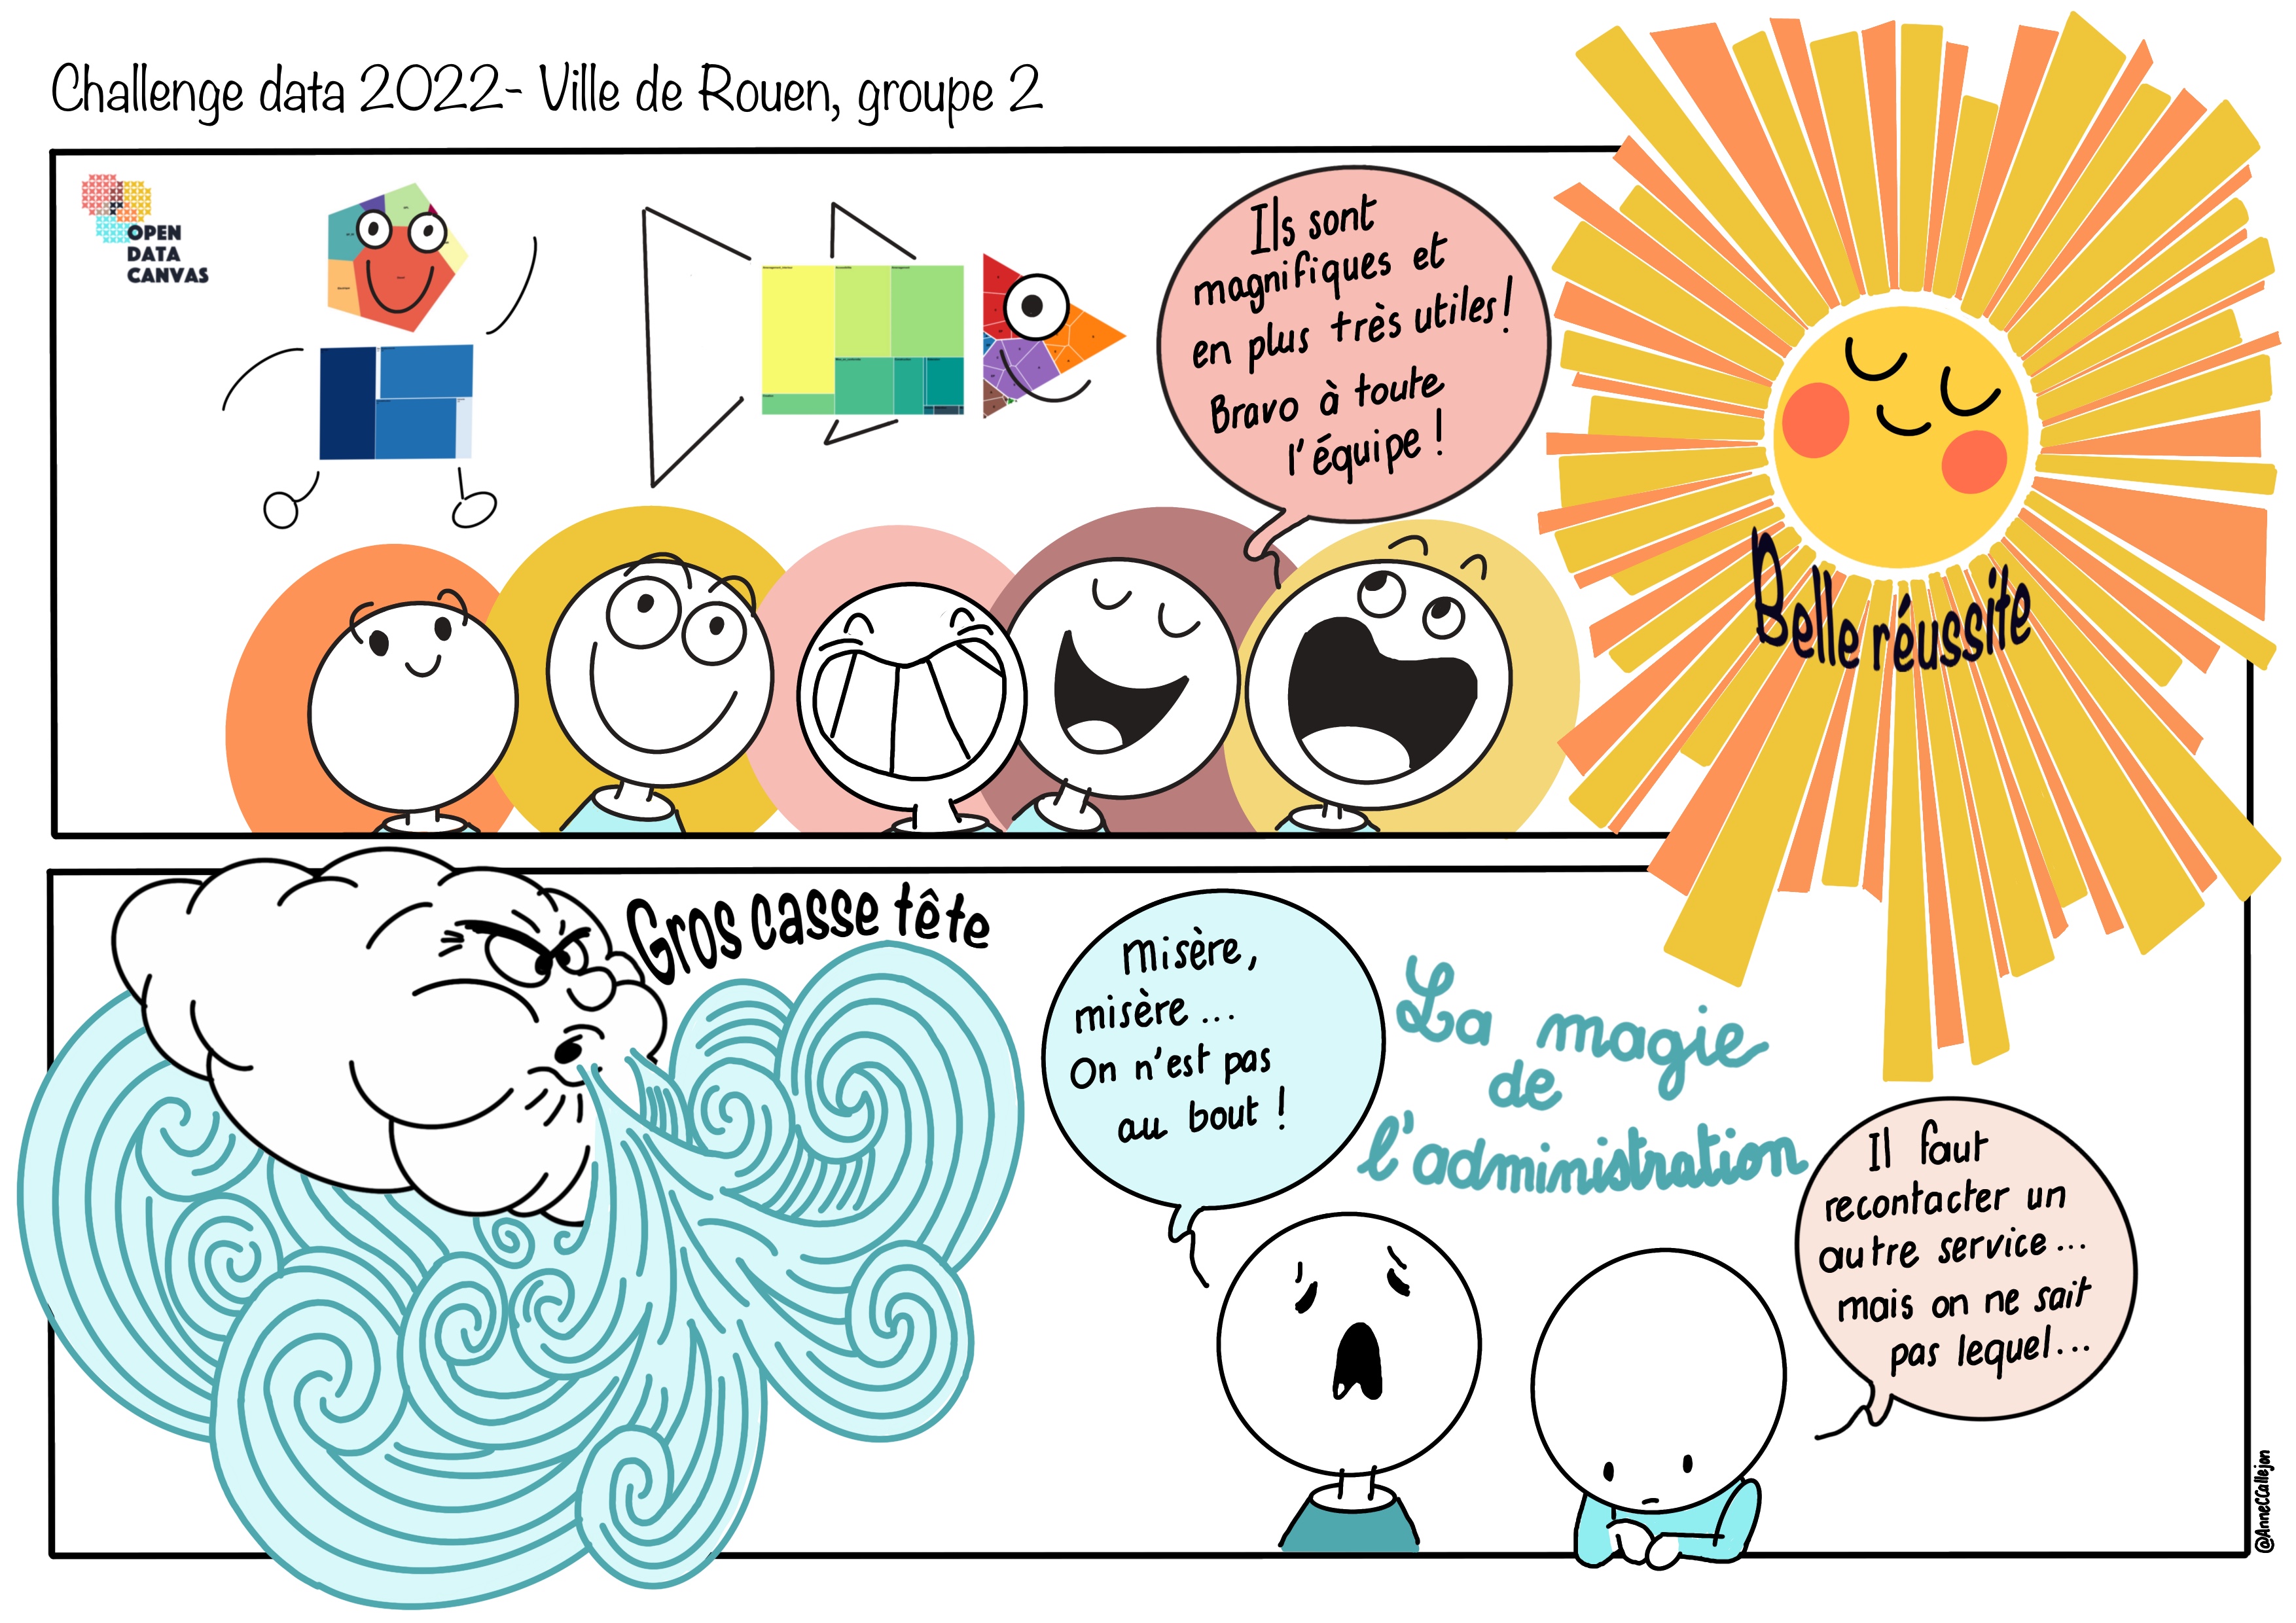 Challenge data 2022- Ville de Rouen, groupe 2
OPEN
DATA
CANVAS
Ils sont
magnifiques et
en plus très utiles!
Bravo à toute
l'équipe !
Belle réussite
Gros casse tête
Misère,
misère...
On n'est pas
au bout !
La magie
de
l'administration
Il faut
recontacter un
autre service...
mais on ne sait
pas lequel...
@AnneCCallejon